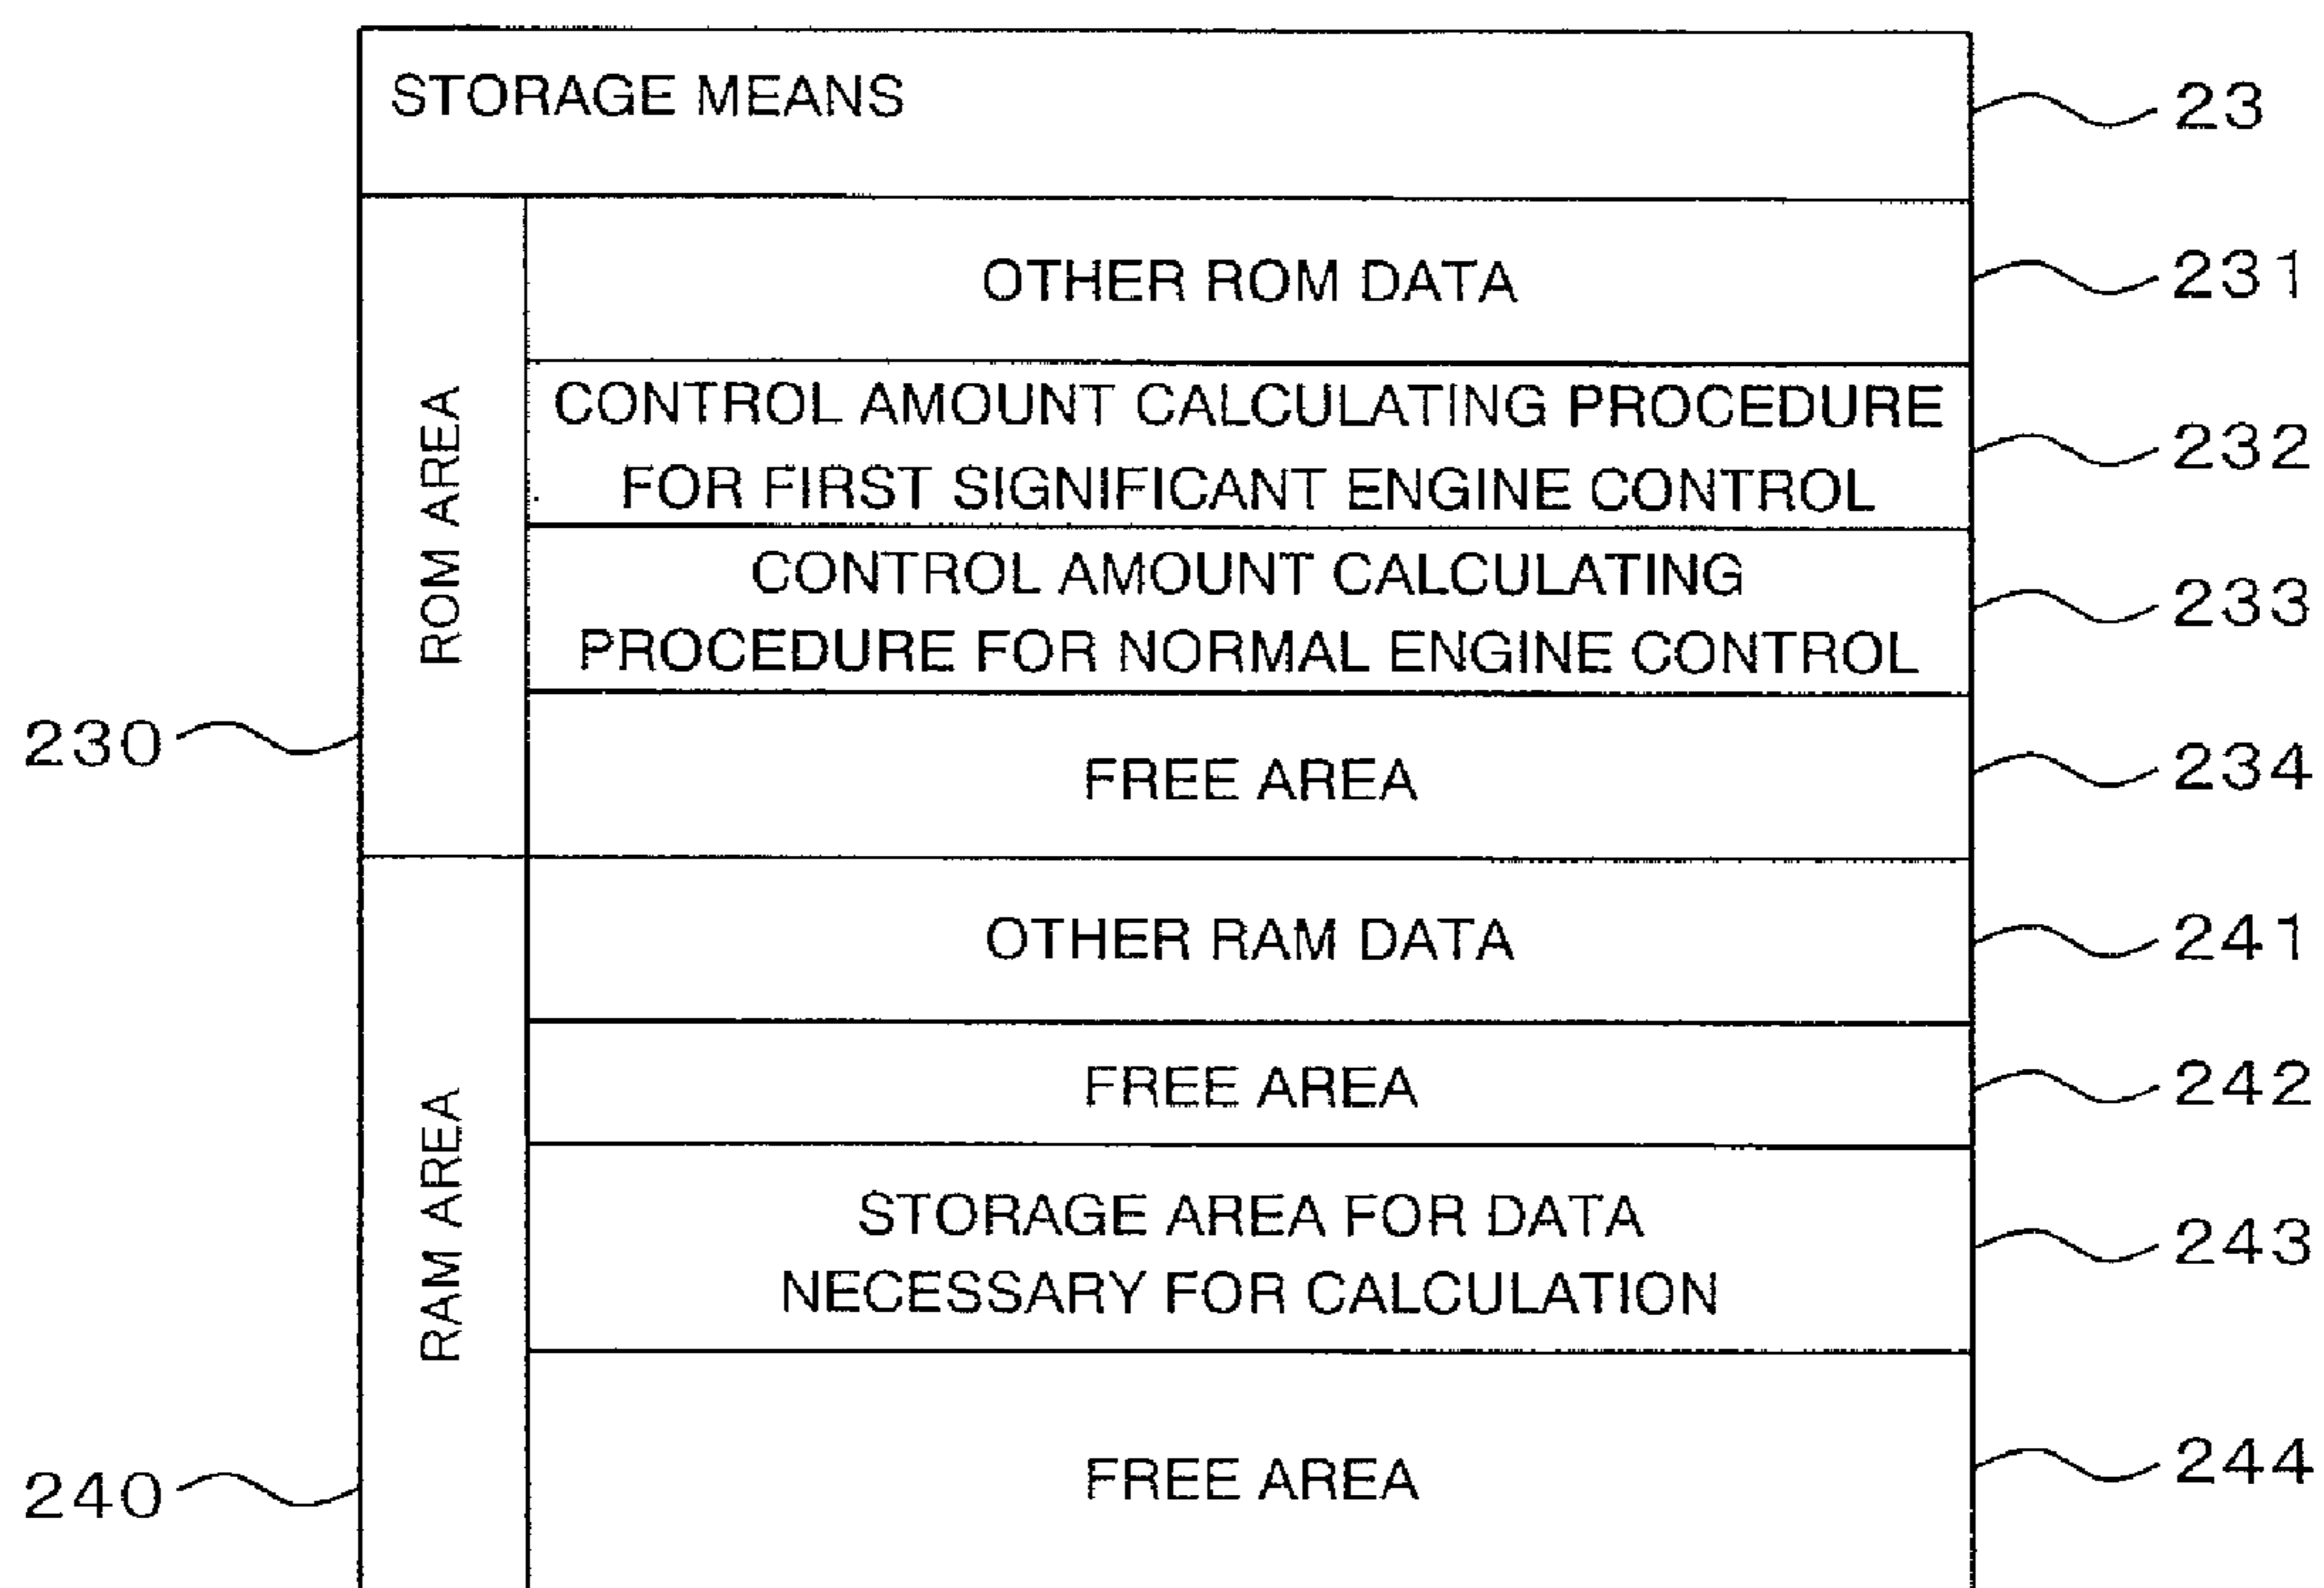 STORAGE MEANS
23
ROM AREA
230
OTHER ROM DATA
231
CONTROL AMOUNT CALCULATING PROCEDURE
FOR FIRST SIGNIFICANT ENGINE CONTROL
232
CONTROL AMOUNT CALCULATING
PROCEDURE FOR NORMAL ENGINE CONTROL
233
FREE AREA
234
RAM AREA
240
OTHER RAM DATA
241
FREE AREA
242
STORAGE AREA FOR DATA
NECESSARY FOR CALCULATION
243
FREE AREA
244